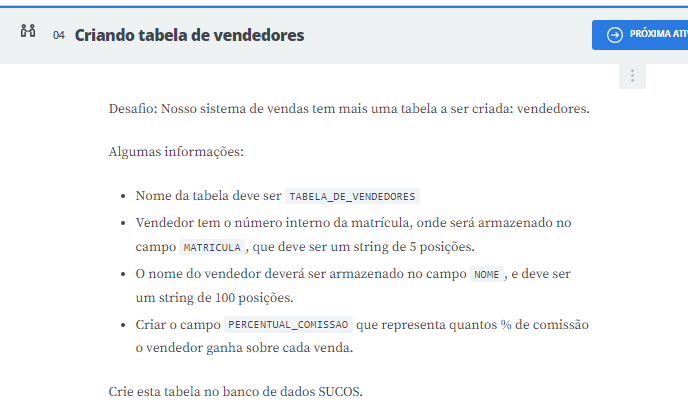 04 Criando tabela de vendedores
PRÓXIMA ATI
Desafio: Nosso sistema de vendas tem mais uma tabela a ser criada: vendedores.
Algumas informações:
• Nome da tabela deve ser TABELA_DE_VENDEDORES
• Vendedor tem o número interno da matrícula, onde será armazenado no
campo MATRICULA , que deve ser um string de 5 posições.
• O nome do vendedor deverá ser armazenado no campo NOME , e deve ser
um string de 100 posições.
• Criar o campo PERCENTUAL_COMISSAO que representa quantos % de comissão
o vendedor ganha sobre cada venda.
Crie esta tabela no banco de dados SUCOS.